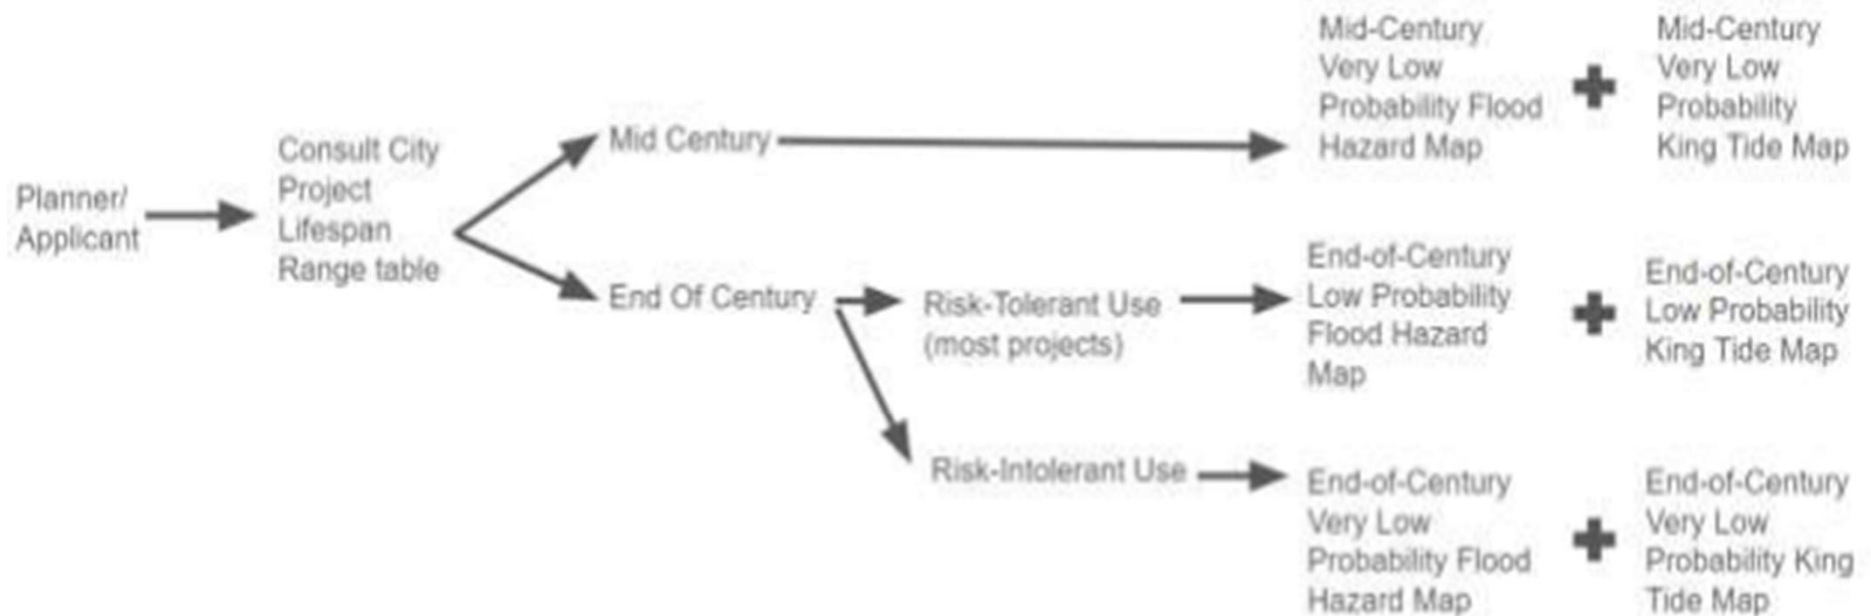 Planner/
Applicant
Consult City
Project
Lifespan
Range table
Mid Century
Mid-Century
Very Low
Probability Flood
Hazard Map
Mid-Century
Very Low
Probability
King Tide Map
End Of Century
Risk-Tolerant Use
(most projects)
End-of-Century
Low Probability
Flood Hazard
Map
End-of-Century
Low Probability
King Tide Map
Risk-Intolerant Use
End-of-Century
Very Low
Probability Flood
Hazard Map
End-of-Century
Very Low
Probability King
Tide Map